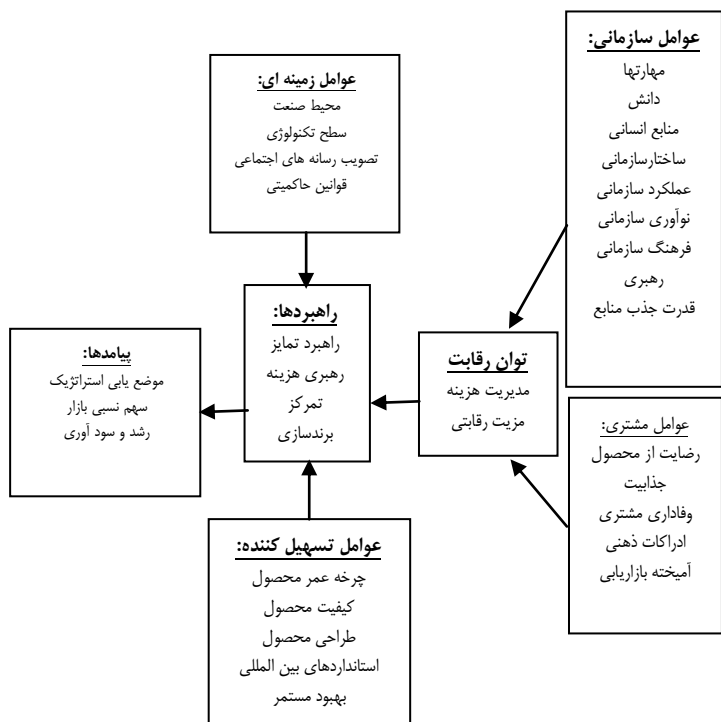 عوامل سازمانی:
مهارتها
دانش
منابع انسانی
ساختارسازمانی
عملکرد سازمانی
نوآوری سازمانی
فرهنگ سازمانی
رهبری
قدرت جذب منابع
عوامل مشتری:
رضایت از محصول
جذابیت
وفاداری مشتری
ادراکات ذهنی
آمیخته بازاریابی
توان رقابت
مدیریت هزینه
مزیت رقابتی
عوامل زمینه ای:
محیط صنعت
سطح تکنولوژی
تصویب رسانه های اجتماعی
قوانین حاکمیتی
راهبردها:
راهبرد تمایز
رهبری هزینه
تمرکز
برندسازی
عوامل تسهیل کننده:
چرخه عمر محصول
کیفیت محصول
طراحی محصول
استانداردهای بین المللی
بهبود مستمر
پیامدها:
موضع یابی استراتژیک
سهم نسبی بازار
رشد و سود آوری